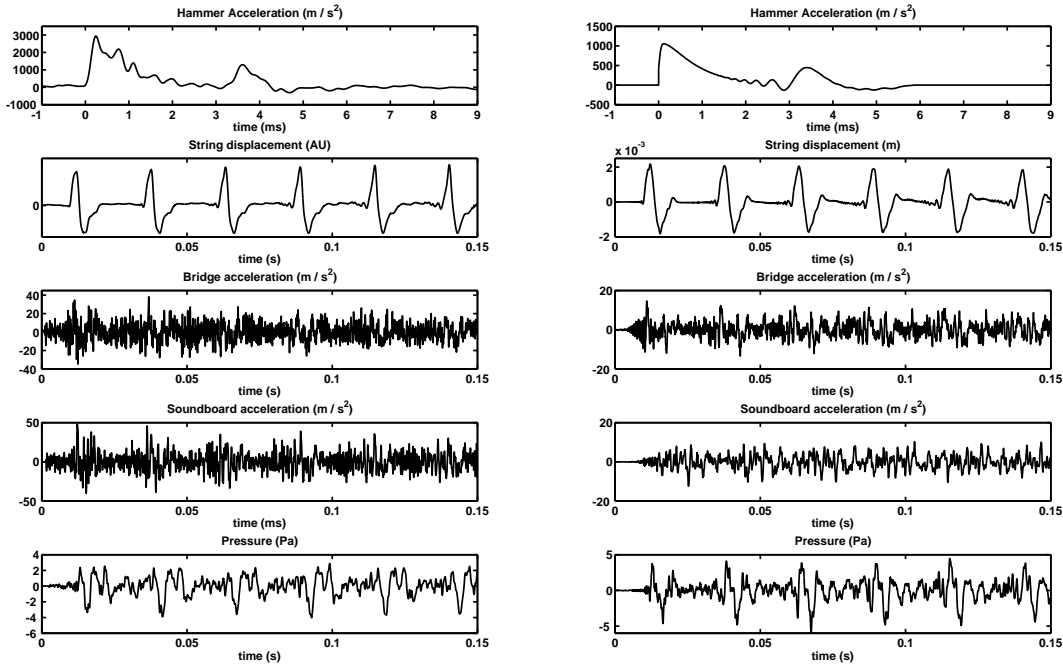 Hammer Acceleration (m / s²)
3000
2000
1000
0
-1000
-1 0 1 2 3 4 5 6 7 8 9
time (ms)
String displacement (AU)
0
0 0.05 0.1 0.15
time (s)
Bridge acceleration (m / s²)
40
20
0
-20
-40
0 0.05 0.1 0.15
time (s)
Soundboard acceleration (m / s²)
50
0
-50
0 0.05 0.1 0.15
time (ms)
Pressure (Pa)
4
2
0
-2
-4
-6
0 0.05 0.1 0.15
time (s)
Hammer Acceleration (m / s²)
1500
1000
500
0
-500
-1 0 1 2 3 4 5 6 7 8 9
time (ms)
x 10⁻³
String displacement (m)
2
0
-2
0 0.05 0.1 0.15
time (s)
Bridge acceleration (m / s²)
20
0
-20
0 0.05 0.1 0.15
time (s)
Soundboard acceleration (m / s²)
20
0
-20
0 0.05 0.1 0.15
time (s)
Pressure (Pa)
5
0
-5
0 0.05 0.1 0.15
time (s)